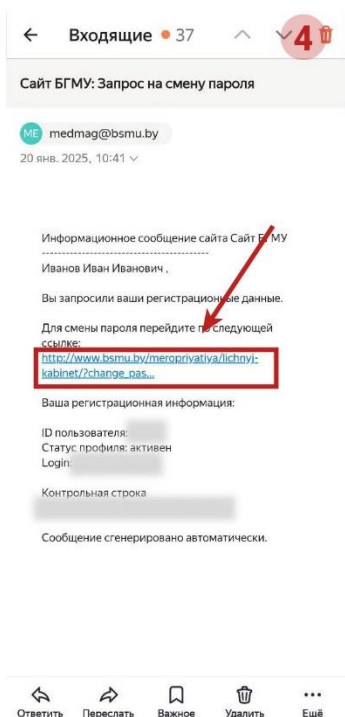 Входящие • 37
4
Сайт БГМУ: Запрос на смену пароля
ME medmag@bsmu.by
20 янв. 2025, 10:41
Информационное сообщение сайта Сайт БГМУ
------------------------------------------
Иванов Иван Иванович ,
Вы запросили ваши регистрационные данные.
Для смены пароля перейдите по следующей
ссылке:
http://www.bsmu.by/meropriyatiya/lichnyj-
kabinet/?change_pas...
Ваша регистрационная информация:
ID пользователя:
Статус профиля: активен
Login:
Контрольная строка
Сообщение сгенерировано автоматически.
Ответить Переслать Важное Удалить Ещё